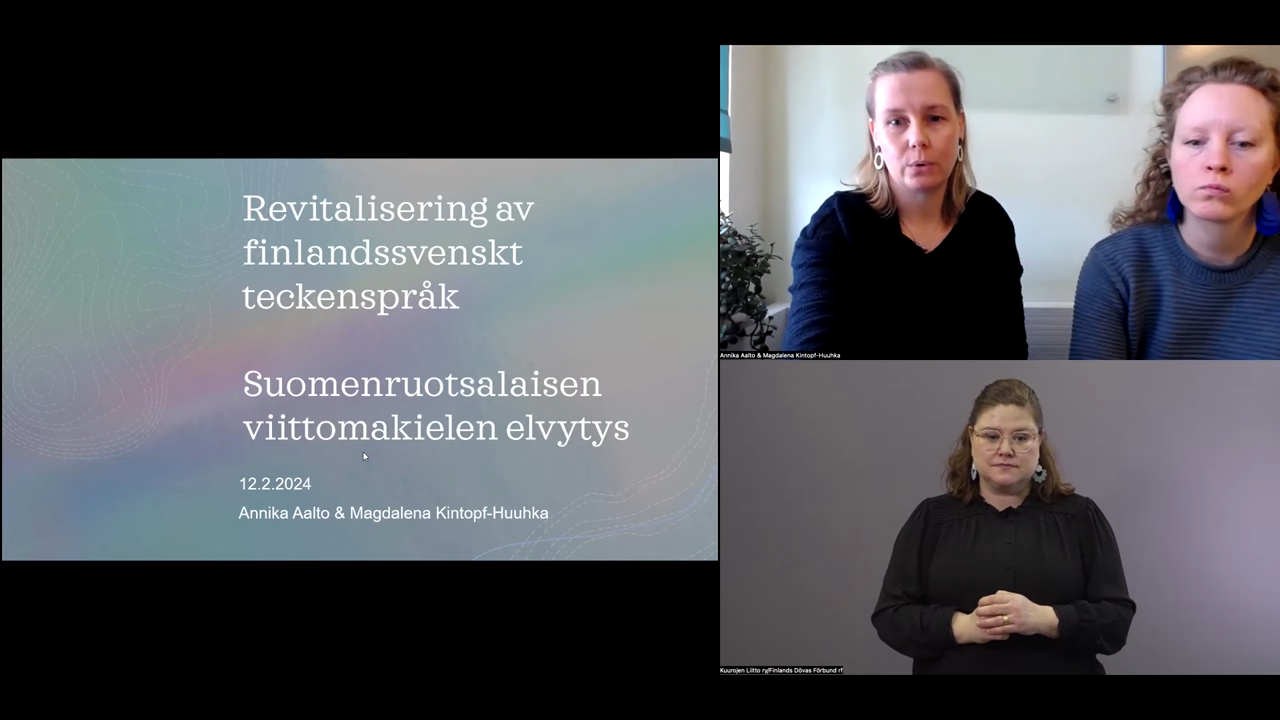 Revitalisering av
finlandssvenskt
teckenspråk
Suomenruotsalaisen
viittomakielen elvytys
12.2.2024
Annika Aalto & Magdalena Kintopf-Huuhka
Annika Aalto & Magdalena Kintopf-Huuhka
Kuurojen Liitto ry/Finlands Dövas Förbund rf